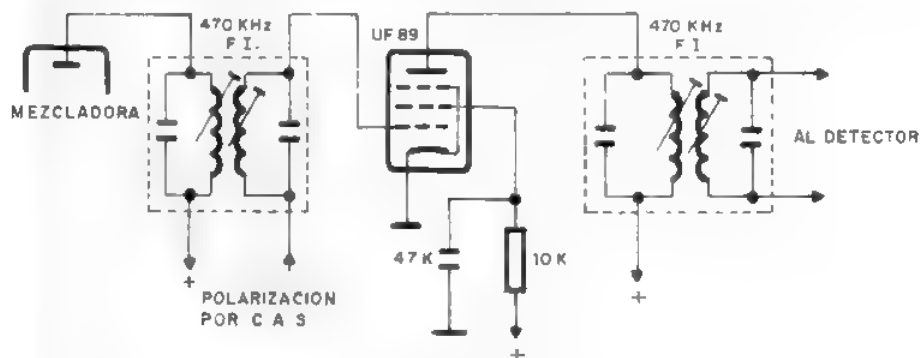 470 KHz
F I.
UF 89
470 KHz
F I
MEZCLADORA
AL DETECTOR
47 K
10 K
+
POLARIZACION
POR C A S
+
+